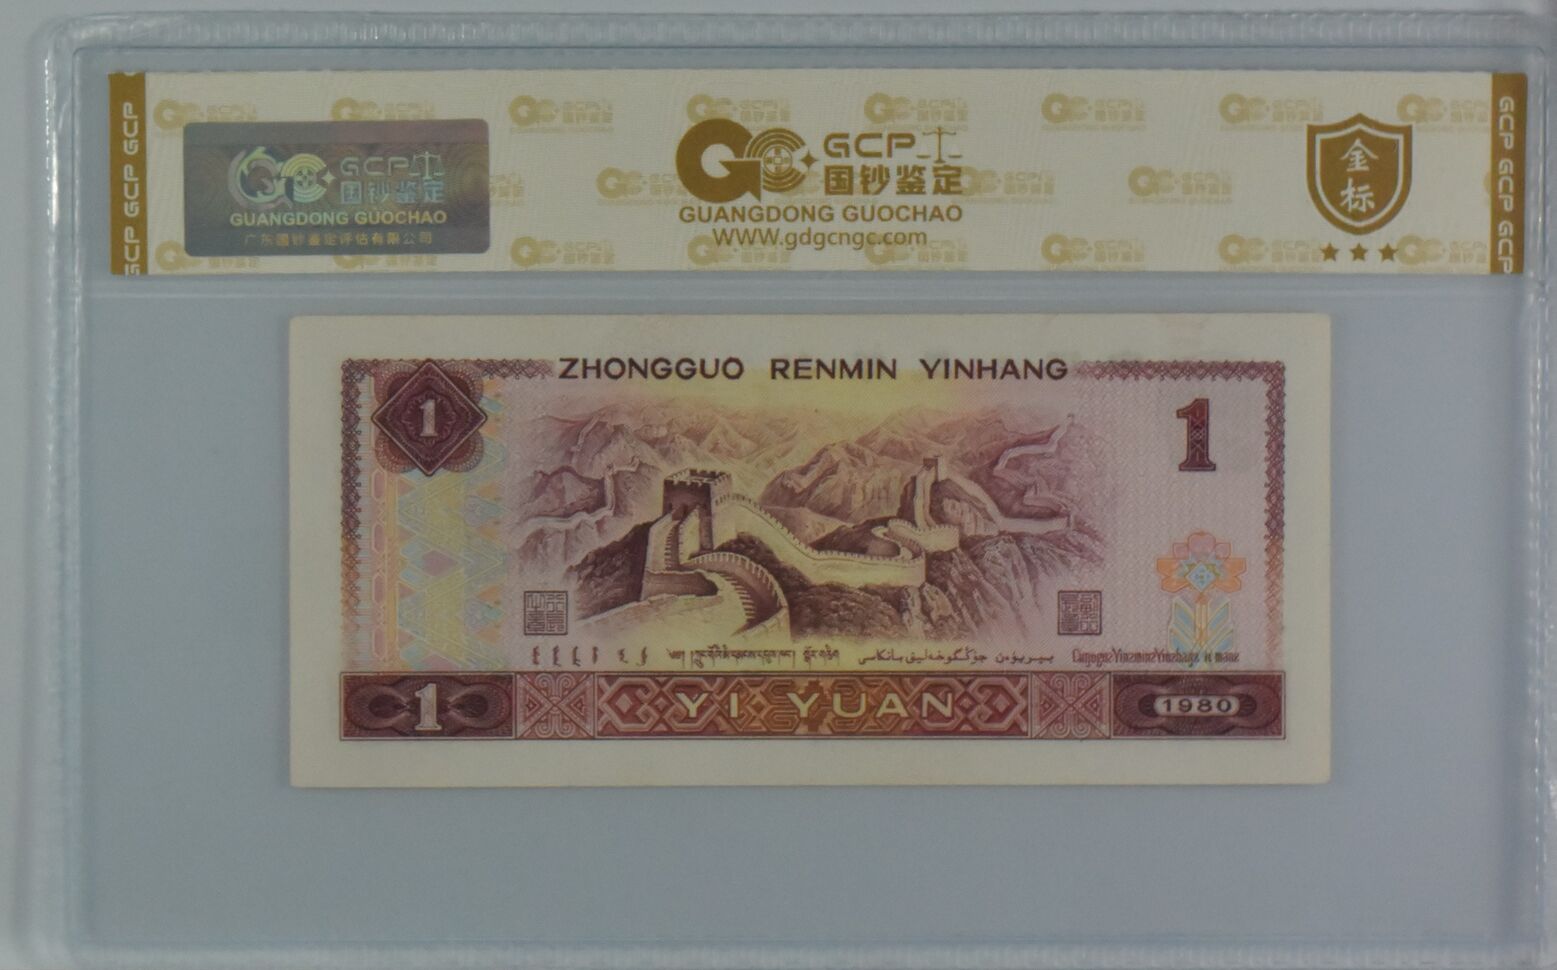 GCP GCP GCP
GCP
国钞鉴定
GUANGDONG GUOCHAO
广东国钞鉴定评估有限公司
GCP
国钞鉴定
GUANGDONG GUOCHAO
WWW.gdgcngc.com
金标
GCP GCP GCP
ZHONGGUO RENMIN YINHANG
1
1
1
YI YUAN
1980